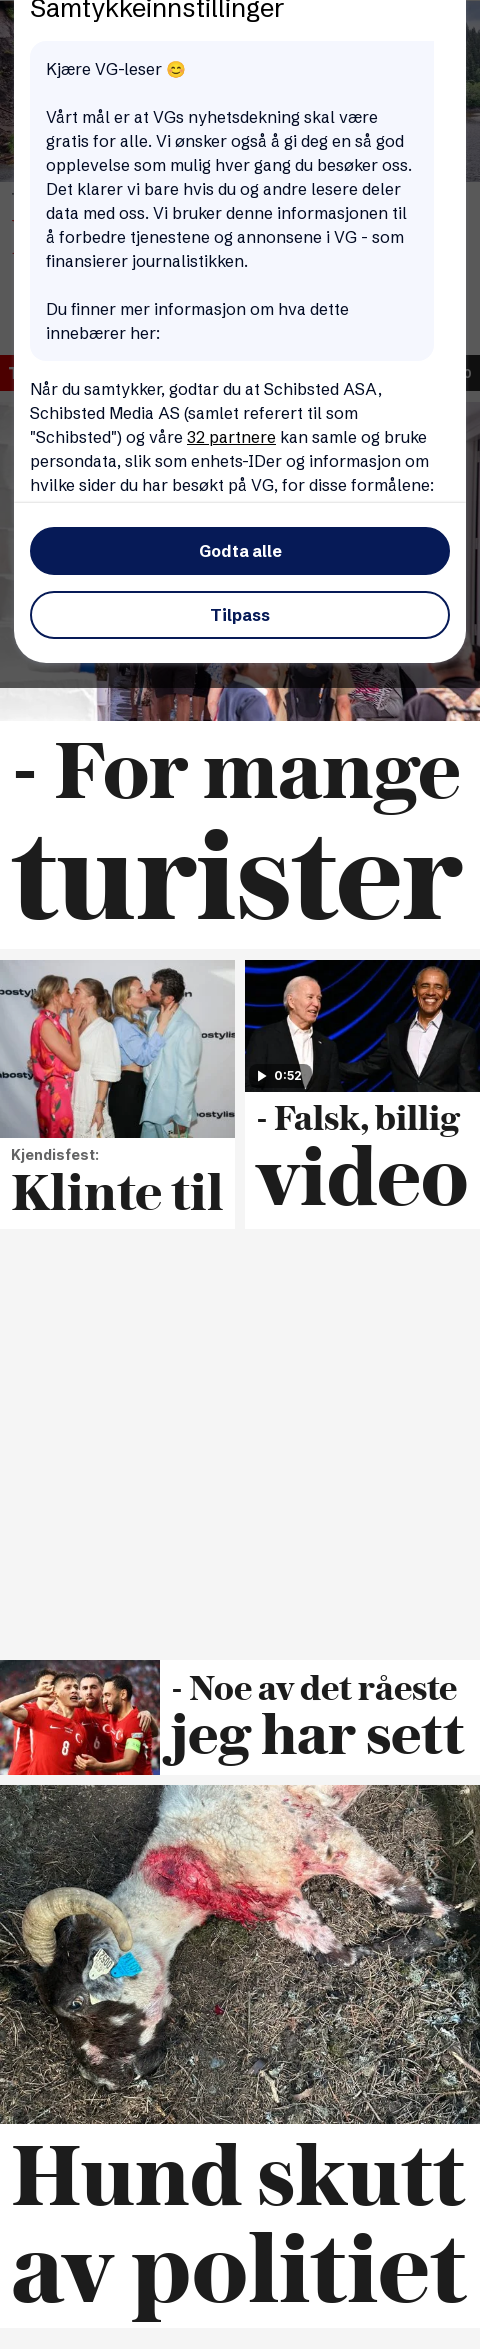 Samtykkeinnstillinger
Kjære VG-leser 😊
Vårt mål er at VGs nyhetsdekning skal være
gratis for alle. Vi ønsker også å gi deg en så god
opplevelse som mulig hver gang du besøker oss.
Det klarer vi bare hvis du og andre lesere deler
data med oss. Vi bruker denne informasjonen til
å forbedre tjenestene og annonsene i VG - som
finansierer journalistikken.
Du finner mer informasjon om hva dette
innebærer her:
Når du samtykker, godtar du at Schibsted ASA,
Schibsted Media AS (samlet referert til som
"Schibsted") og våre 32 partnere kan samle og bruke
persondata, slik som enhets-IDer og informasjon om
hvilke sider du har besøkt på VG, for disse formålene:
Godta alle
Tilpass
- For mange
turister
Kjendisfest:
Klinte til
0:52
- Falsk, billig
video
- Noe av det råeste
jeg har sett
Hund skutt
av politiet